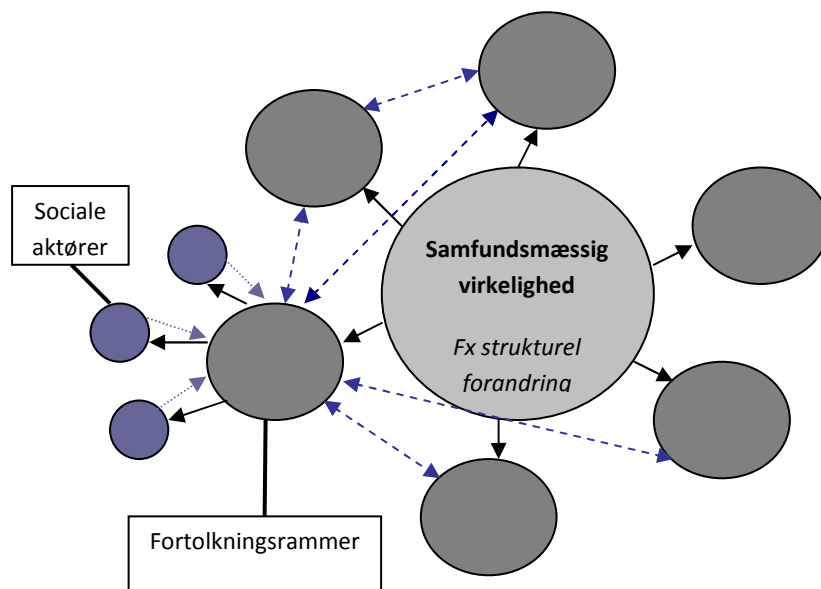 Sociale
aktører
Samfundsmæssig
virkelighed
Fx strukturel
forandring
Fortolkningsrammer